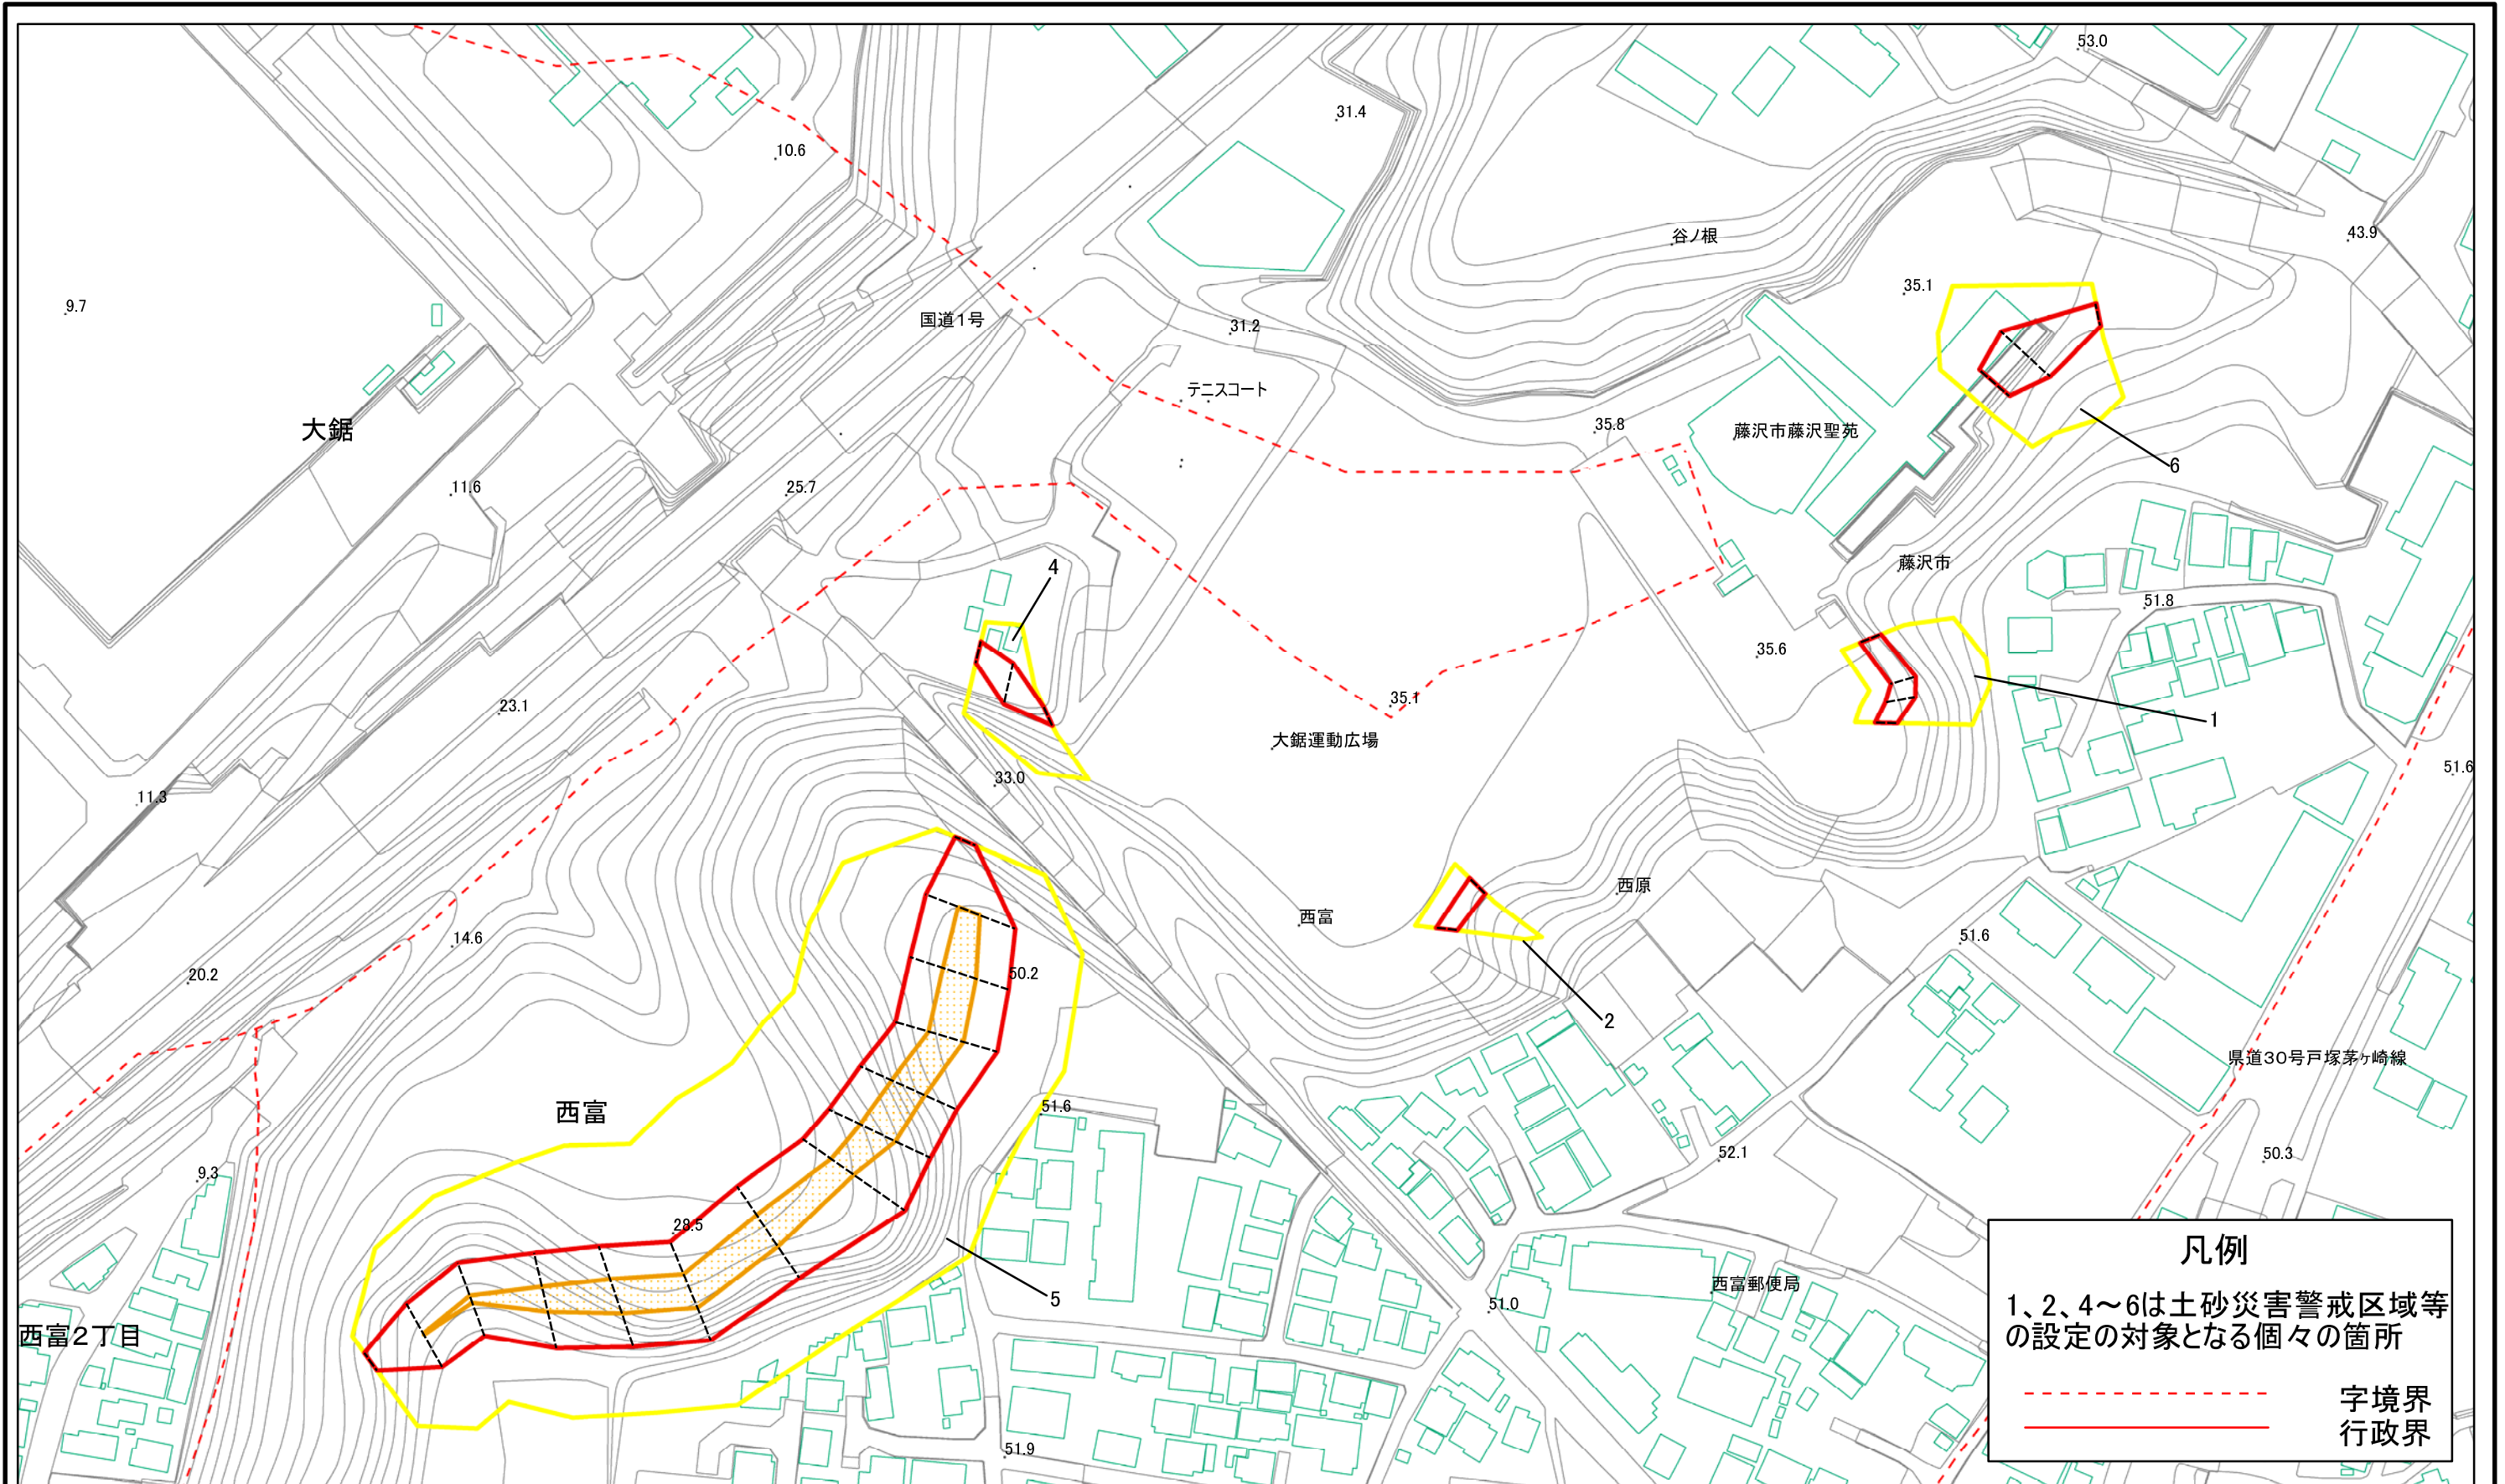 53.0
31.4
10.6
谷ノ根
43.9
35.1
9.7
国道1号
31.2
テニスコート
大鋸
35.8
藤沢市藤沢聖苑
6
11.6
25.7
藤沢市
4
51.8
35.6
35.1
23.1
1
大鋸運動広場
33.0
51.6
11.3
西原
西富
14.6
51.6
20.2
50.2
2
県道30号戸塚茅ヶ崎線
西富
51.6
52.1
50.3
9.3
28.5
凡例
西富郵便局
5
51.0
1、2、4～6は土砂災害警戒区域等
の設定の対象となる個々の箇所
西富2丁目
字境界
行政界
51.9